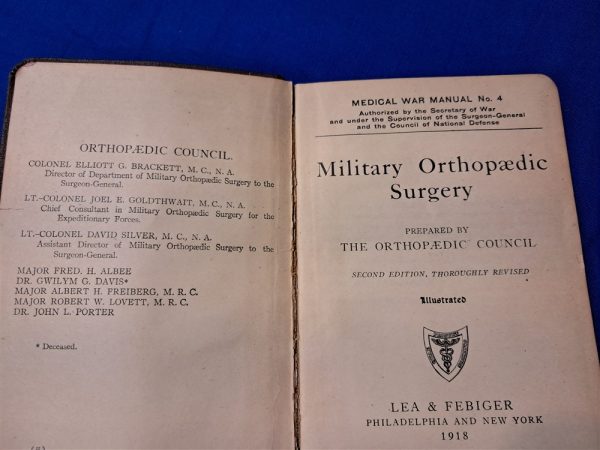 ORTHOPÆDIC COUNCIL.
COLONEL ELLIOTT G. BRACKETT, M. C., N. A.
Director of Department of Military Orthopædic Surgery to the
Surgeon-General.
LT.-COLONEL JOEL E. GOLDTHWAIT, M. C., N. A.
Chief Consultant in Military Orthopædic Surgery for the
Expeditionary Forces.
LT.-COLONEL DAVID SILVER, M. C., N. A.
Assistant Director of Military Orthopædic Surgery to the
Surgeon-General.
MAJOR FRED. H. ALBEE
DR. GWILYM G. DAVIS*
MAJOR ALBERT H. FREIBERG, M. R. C.
MAJOR ROBERT W. LOVETT, M. R. C.
DR. JOHN L. PORTER
* Deceased.
MEDICAL WAR MANUAL No. 4
Authorized by the Secretary of War
and under the Supervision of the Surgeon-General
and the Council of National Defense
Military Orthopædic
Surgery
PREPARED BY
THE ORTHOPÆDIC COUNCIL
SECOND EDITION, THOROUGHLY REVISED
Illustrated
LEA & FEBIGER
PHILADELPHIA AND NEW YORK
1918